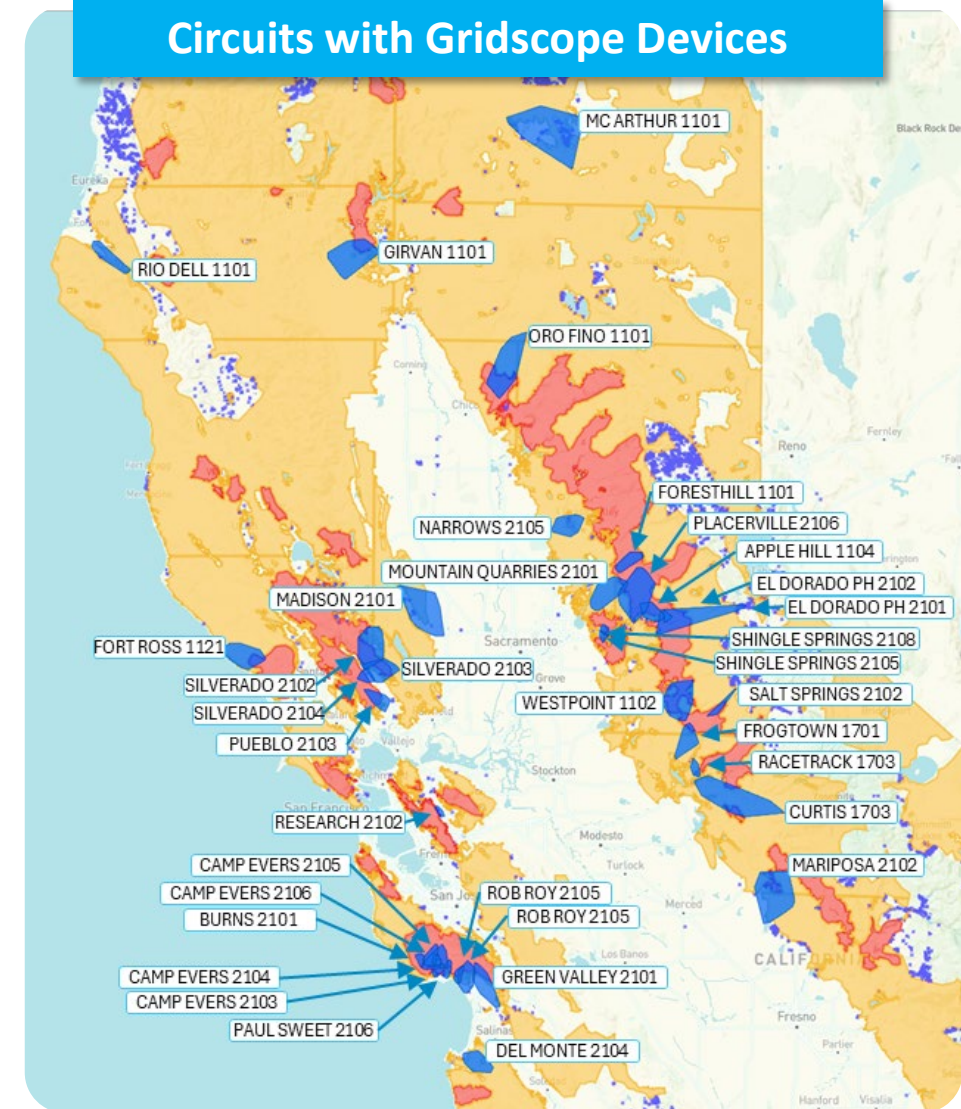 Circuits with Gridscope Devices
MC ARTHUR 1101
Black Rock De
Eureka
GIRVAN 1101
RIO DELL 1101
ORO FINO 1101
Corning
Chic
Reno
Fernley
"Fal
FORESTHILL 1101
NARROWS 2105
PLACERVILLE 2106
APPLE HILL 1104
MOUNTAIN QUARRIES 2101
EL DORADO PH 2102
MADISON 2101
EL DORADO PH 2101
Sacramento
SHINGLE SPRINGS 2108
FORT ROSS 1121
SILVERADO 2103
SHINGLE SPRINGS 2105
SILVERADO 2102
Grove
SALT SPRINGS 2102
WESTPOINT 1102
SILVERADO 2104
FROGTOWN 1701
PUEBLO 2103
Vallejo
RACETRACK 1703
Stockton
San Francisco
CURTIS 1703
RESEARCH 2102
Modesto
Frem
CAMP EVERS 2105
Turlock
MARIPOSA 2102
CAMP EVERS 2106
San Jo
ROB ROY 2105
Merced
BURNS 2101
ROB ROY 2105
Los Banos
CALIFORNIA
CAMP EVERS 2104
GREEN VALLEY 2101
CAMP EVERS 2103
Fresno
PAUL SWEET 2106
Salinas
Parlier
DEL MONTE 2104
Hanford
Visalia